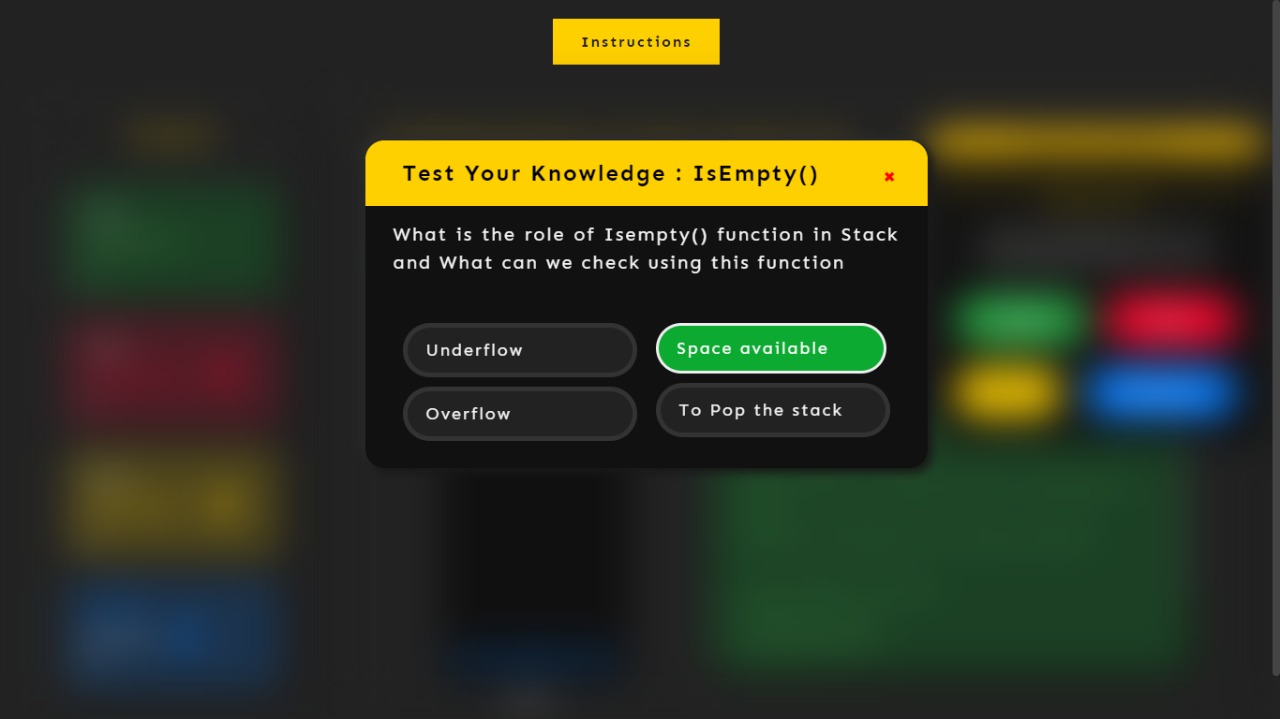 Instructions
Test Your Knowledge : IsEmpty()
✖
What is the role of Isempty() function in Stack
and What can we check using this function
Underflow
Space available
Overflow
To Pop the stack